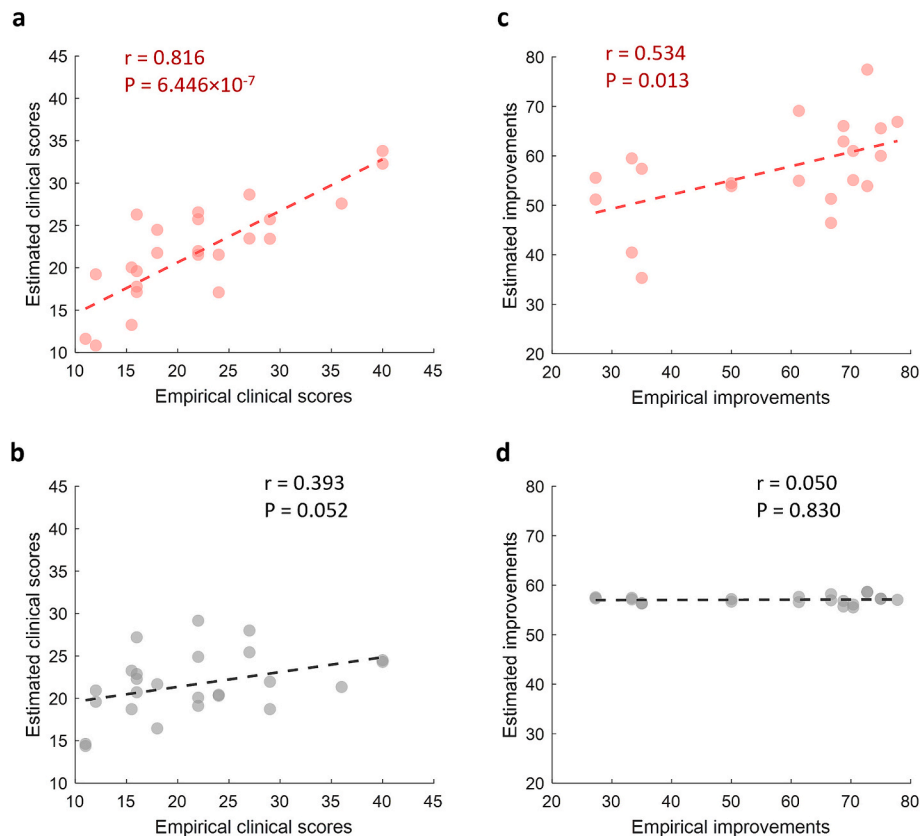 a
r = 0.816
P = 6.446×10⁻⁷
45
40
35
30
25
20
15
10
Estimated clinical scores
10 15 20 25 30 35 40 45
Empirical clinical scores
c
r = 0.534
P = 0.013
80
70
60
50
40
30
20
Estimated improvements
20 30 40 50 60 70 80
Empirical improvements
b
r = 0.393
P = 0.052
45
40
35
30
25
20
15
10
Estimated clinical scores
10 15 20 25 30 35 40 45
Empirical clinical scores
d
r = 0.050
P = 0.830
80
70
60
50
40
30
20
Estimated improvements
20 30 40 50 60 70 80
Empirical improvements